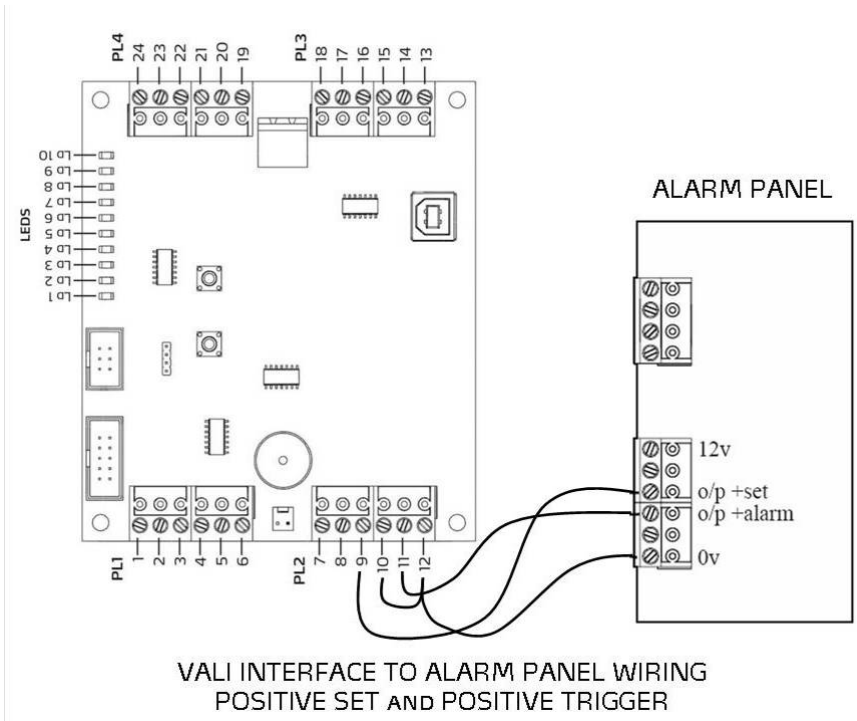 PL4
24
23
22
21
20
19
PL3
18
17
16
15
14
13
LEDS
Ld 10
Ld 9
Ld 8
Ld 7
Ld 6
Ld 5
Ld 4
Ld 3
Ld 2
Ld 1
ALARM PANEL
12v
o/p +set
o/p +alarm
0v
PL1
1
2
3
4
5
6
PL2
7
8
9
10
11
12
VALI INTERFACE TO ALARM PANEL WIRING
POSITIVE SET AND POSITIVE TRIGGER